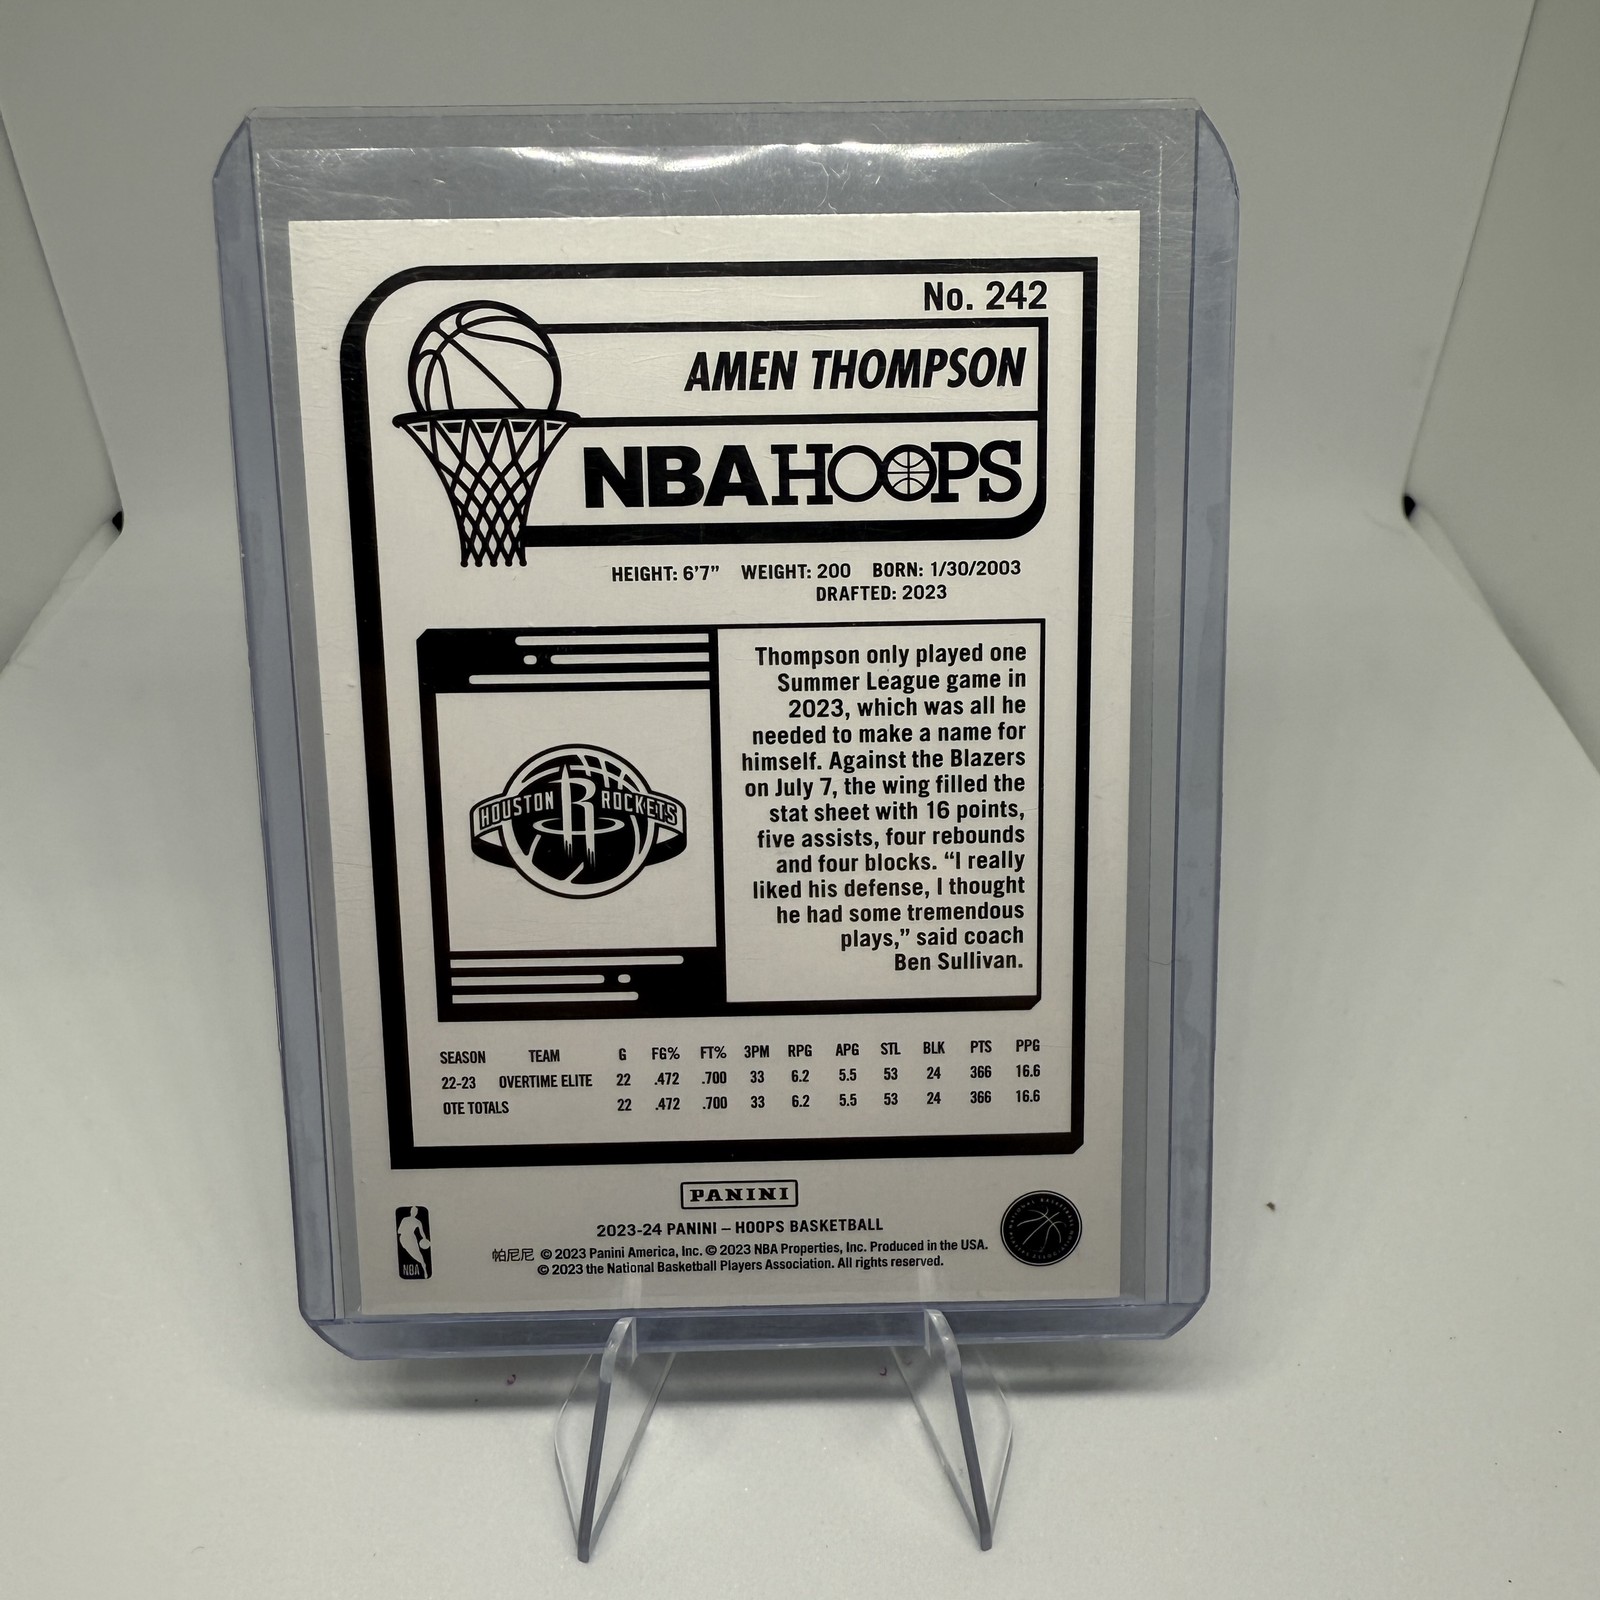 No. 242
AMEN THOMPSON
NBA HOOPS
HEIGHT: 6'7" WEIGHT: 200 BORN: 1/30/2003
DRAFTED: 2023
Thompson only played one
Summer League game in
2023, which was all he
needed to make a name for
himself. Against the Blazers
on July 7, the wing filled the
stat sheet with 16 points,
five assists, four rebounds
and four blocks. “I really
liked his defense, I thought
he had some tremendous
plays,” said coach
Ben Sullivan.
HOUSTON R ROCKETS
SEASON TEAM G FG% FT% 3PM RPG APG STL BLK PTS PPG
22-23 OVERTIME ELITE 22 .472 .700 33 6.2 5.5 53 24 366 16.6
OTE TOTALS 22 .472 .700 33 6.2 5.5 53 24 366 16.6
PANINI
2023-24 PANINI – HOOPS BASKETBALL
帕尼尼 © 2023 Panini America, Inc. © 2023 NBA Properties, Inc. Produced in the USA.
© 2023 the National Basketball Players Association. All rights reserved.
NBA
NATIONAL BASKETBALL PLAYERS ASSOCIATION